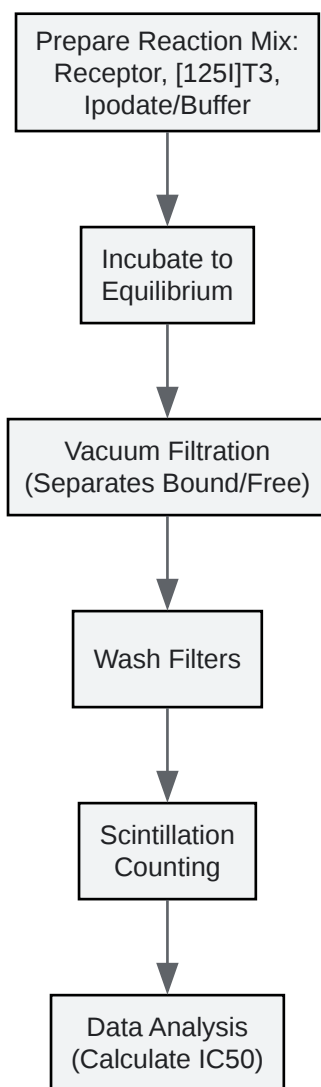 Prepare Reaction Mix:
Receptor, [125I]T3,
Ipodate/Buffer
Incubate to
Equilibrium
Vacuum Filtration
(Separates Bound/Free)
Wash Filters
Scintillation
Counting
Data Analysis
(Calculate IC50)